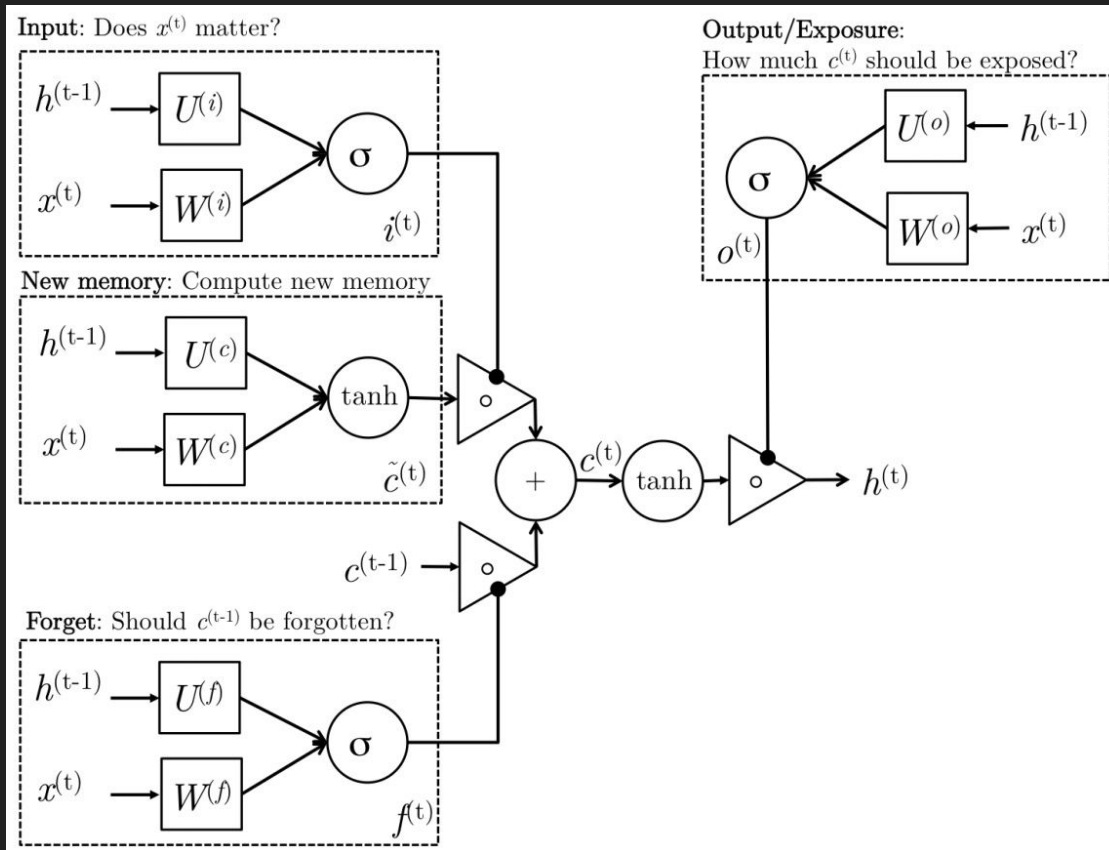 Input: Does x⁽ᵗ⁾ matter?
h⁽ᵗ⁻¹⁾ U⁽ⁱ⁾
σ
x⁽ᵗ⁾ W⁽ⁱ⁾
i⁽ᵗ⁾
New memory: Compute new memory
h⁽ᵗ⁻¹⁾ U⁽ᶜ⁾
tanh
x⁽ᵗ⁾ W⁽ᶜ⁾
c̃⁽ᵗ⁾
∘
+
c⁽ᵗ⁾
tanh
∘
h⁽ᵗ⁾
c⁽ᵗ⁻¹⁾
∘
Forget: Should c⁽ᵗ⁻¹⁾ be forgotten?
h⁽ᵗ⁻¹⁾ U⁽ᶠ⁾
σ
x⁽ᵗ⁾ W⁽ᶠ⁾
f⁽ᵗ⁾
Output/Exposure:
How much c⁽ᵗ⁾ should be exposed?
U⁽ᵒ⁾ h⁽ᵗ⁻¹⁾
σ
W⁽ᵒ⁾ x⁽ᵗ⁾
o⁽ᵗ⁾